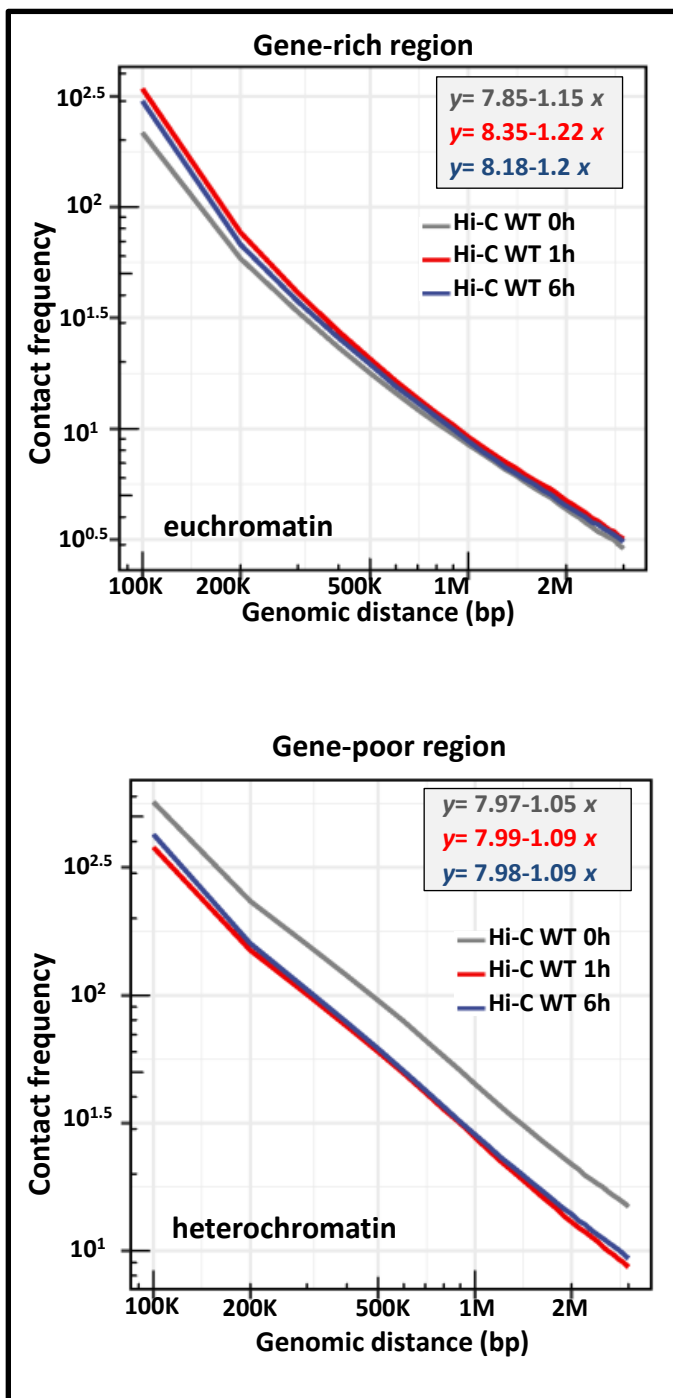 Gene-rich region
y= 7.85-1.15 x
y= 8.35-1.22 x
y= 8.18-1.2 x
Hi-C WT 0h
Hi-C WT 1h
Hi-C WT 6h
Contact frequency
10^2.5
10^2
10^1.5
10^1
10^0.5
euchromatin
100K 200K 500K 1M 2M
Genomic distance (bp)
Gene-poor region
y= 7.97-1.05 x
y= 7.99-1.09 x
y= 7.98-1.09 x
Hi-C WT 0h
Hi-C WT 1h
Hi-C WT 6h
Contact frequency
10^2.5
10^2
10^1.5
10^1
heterochromatin
100K 200K 500K 1M 2M
Genomic distance (bp)